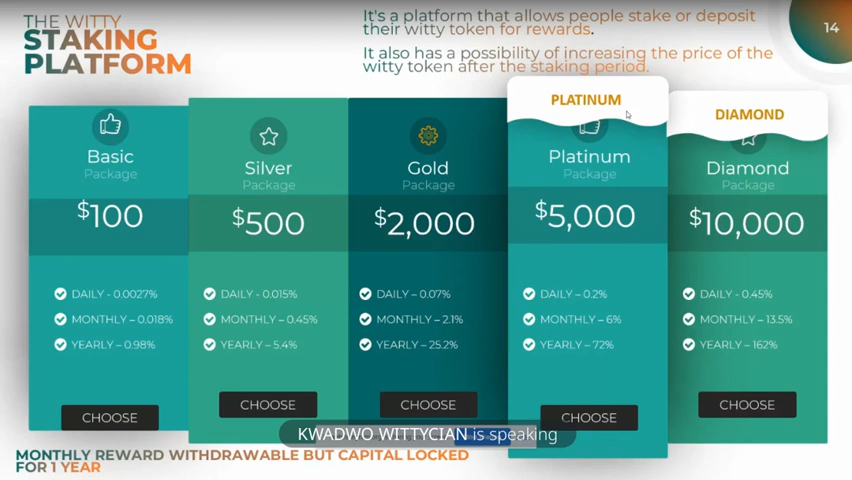 THE WITTY
STAKING
PLATFORM
It's a platform that allows people stake or deposit
their witty token for rewards.
It also has a possibility of increasing the price of the
witty token after the staking period.
14
Basic
Package
$100
DAILY - 0.0027%
MONTHLY – 0.018%
YEARLY – 0.98%
CHOOSE
Silver
Package
$500
DAILY - 0.015%
MONTHLY – 0.45%
YEARLY – 5.4%
CHOOSE
Gold
Package
$2,000
DAILY – 0.07%
MONTHLY – 2.1%
YEARLY – 25.2%
CHOOSE
PLATINUM
Platinum
Package
$5,000
DAILY – 0.2%
MONTHLY – 6%
YEARLY – 72%
CHOOSE
DIAMOND
Diamond
Package
$10,000
DAILY - 0.45%
MONTHLY – 13.5%
YEARLY – 162%
CHOOSE
KWADWO WITTYCIAN is speaking
MONTHLY REWARD WITHDRAWABLE BUT CAPITAL LOCKED
FOR 1 YEAR